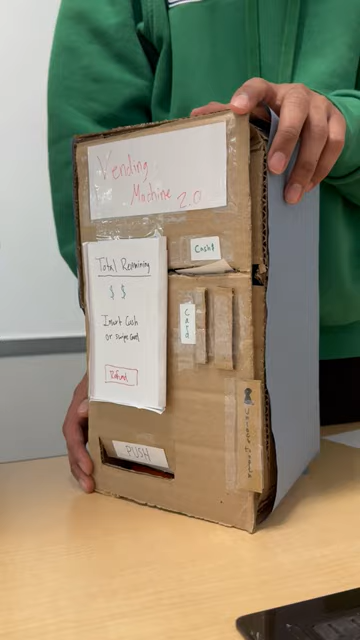 Vending
Machine 2.0
Cash$
Total Remaining
$ $
Insert Cash
or swipe card
Card
Refund
PUSH